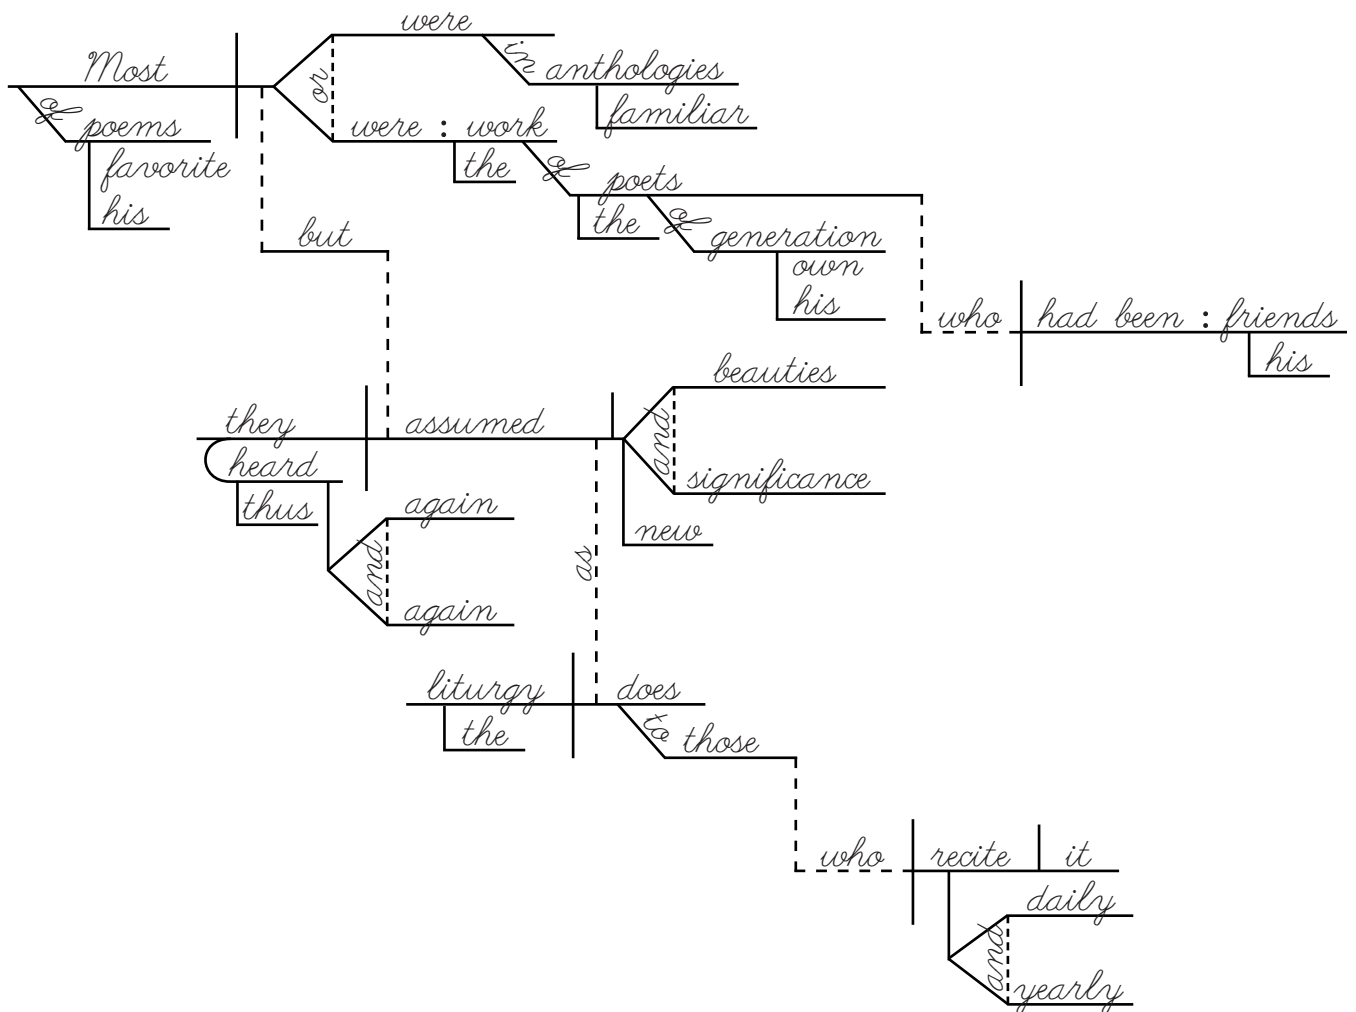 were
Most
in
anthologies
of
poems
or
familiar
were : work
favorite
the
of
poets
his
the
of
generation
but
own
his
who
had been : friends
his
beauties
they
assumed
and
heard
significance
thus
again
new
and
as
again
liturgy
does
the
to
those
who
recite
it
daily
and
yearly